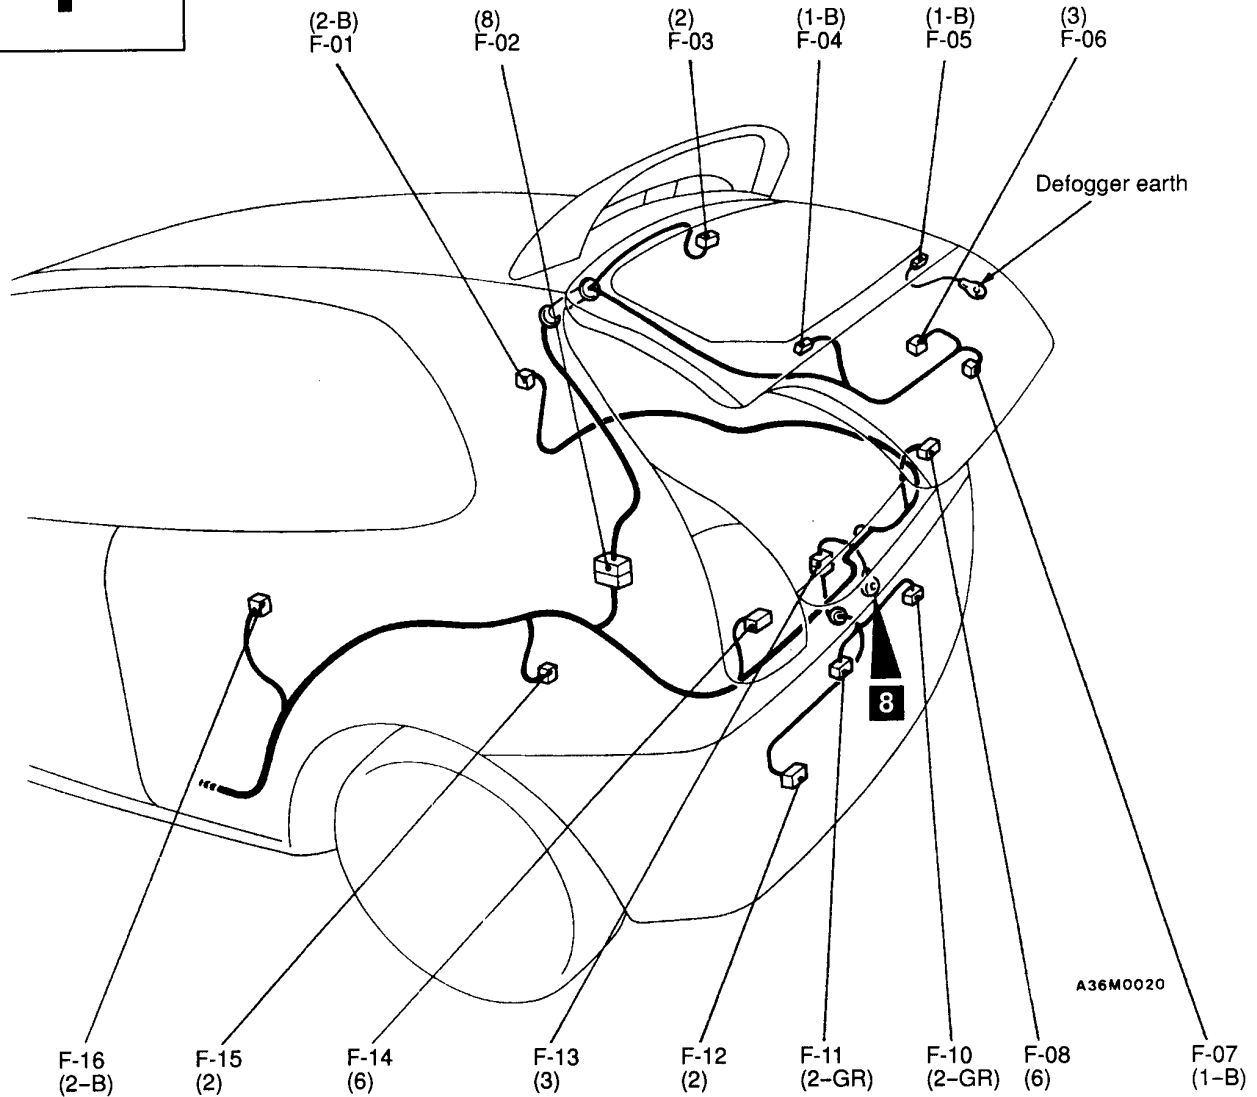 (2-B)
F-01
(8)
F-02
(2)
F-03
(1-B)
F-04
(1-B)
F-05
(3)
F-06
Defogger earth
8
A36M0020
F-16
(2-B)
F-15
(2)
F-14
(6)
F-13
(3)
F-12
(2)
F-11
(2-GR)
F-10
(2-GR)
F-08
(6)
F-07
(1-B)